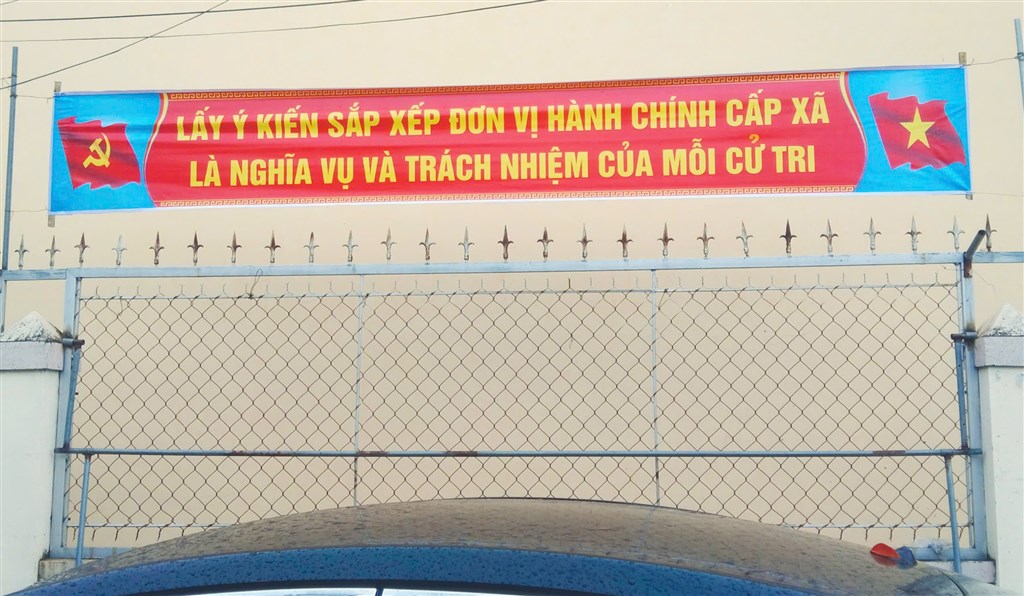 LẤY Ý KIẾN SẮP XẾP ĐƠN VỊ HÀNH CHÍNH CẤP XÃ
LÀ NGHĨA VỤ VÀ TRÁCH NHIỆM CỦA MỖI CỬ TRI